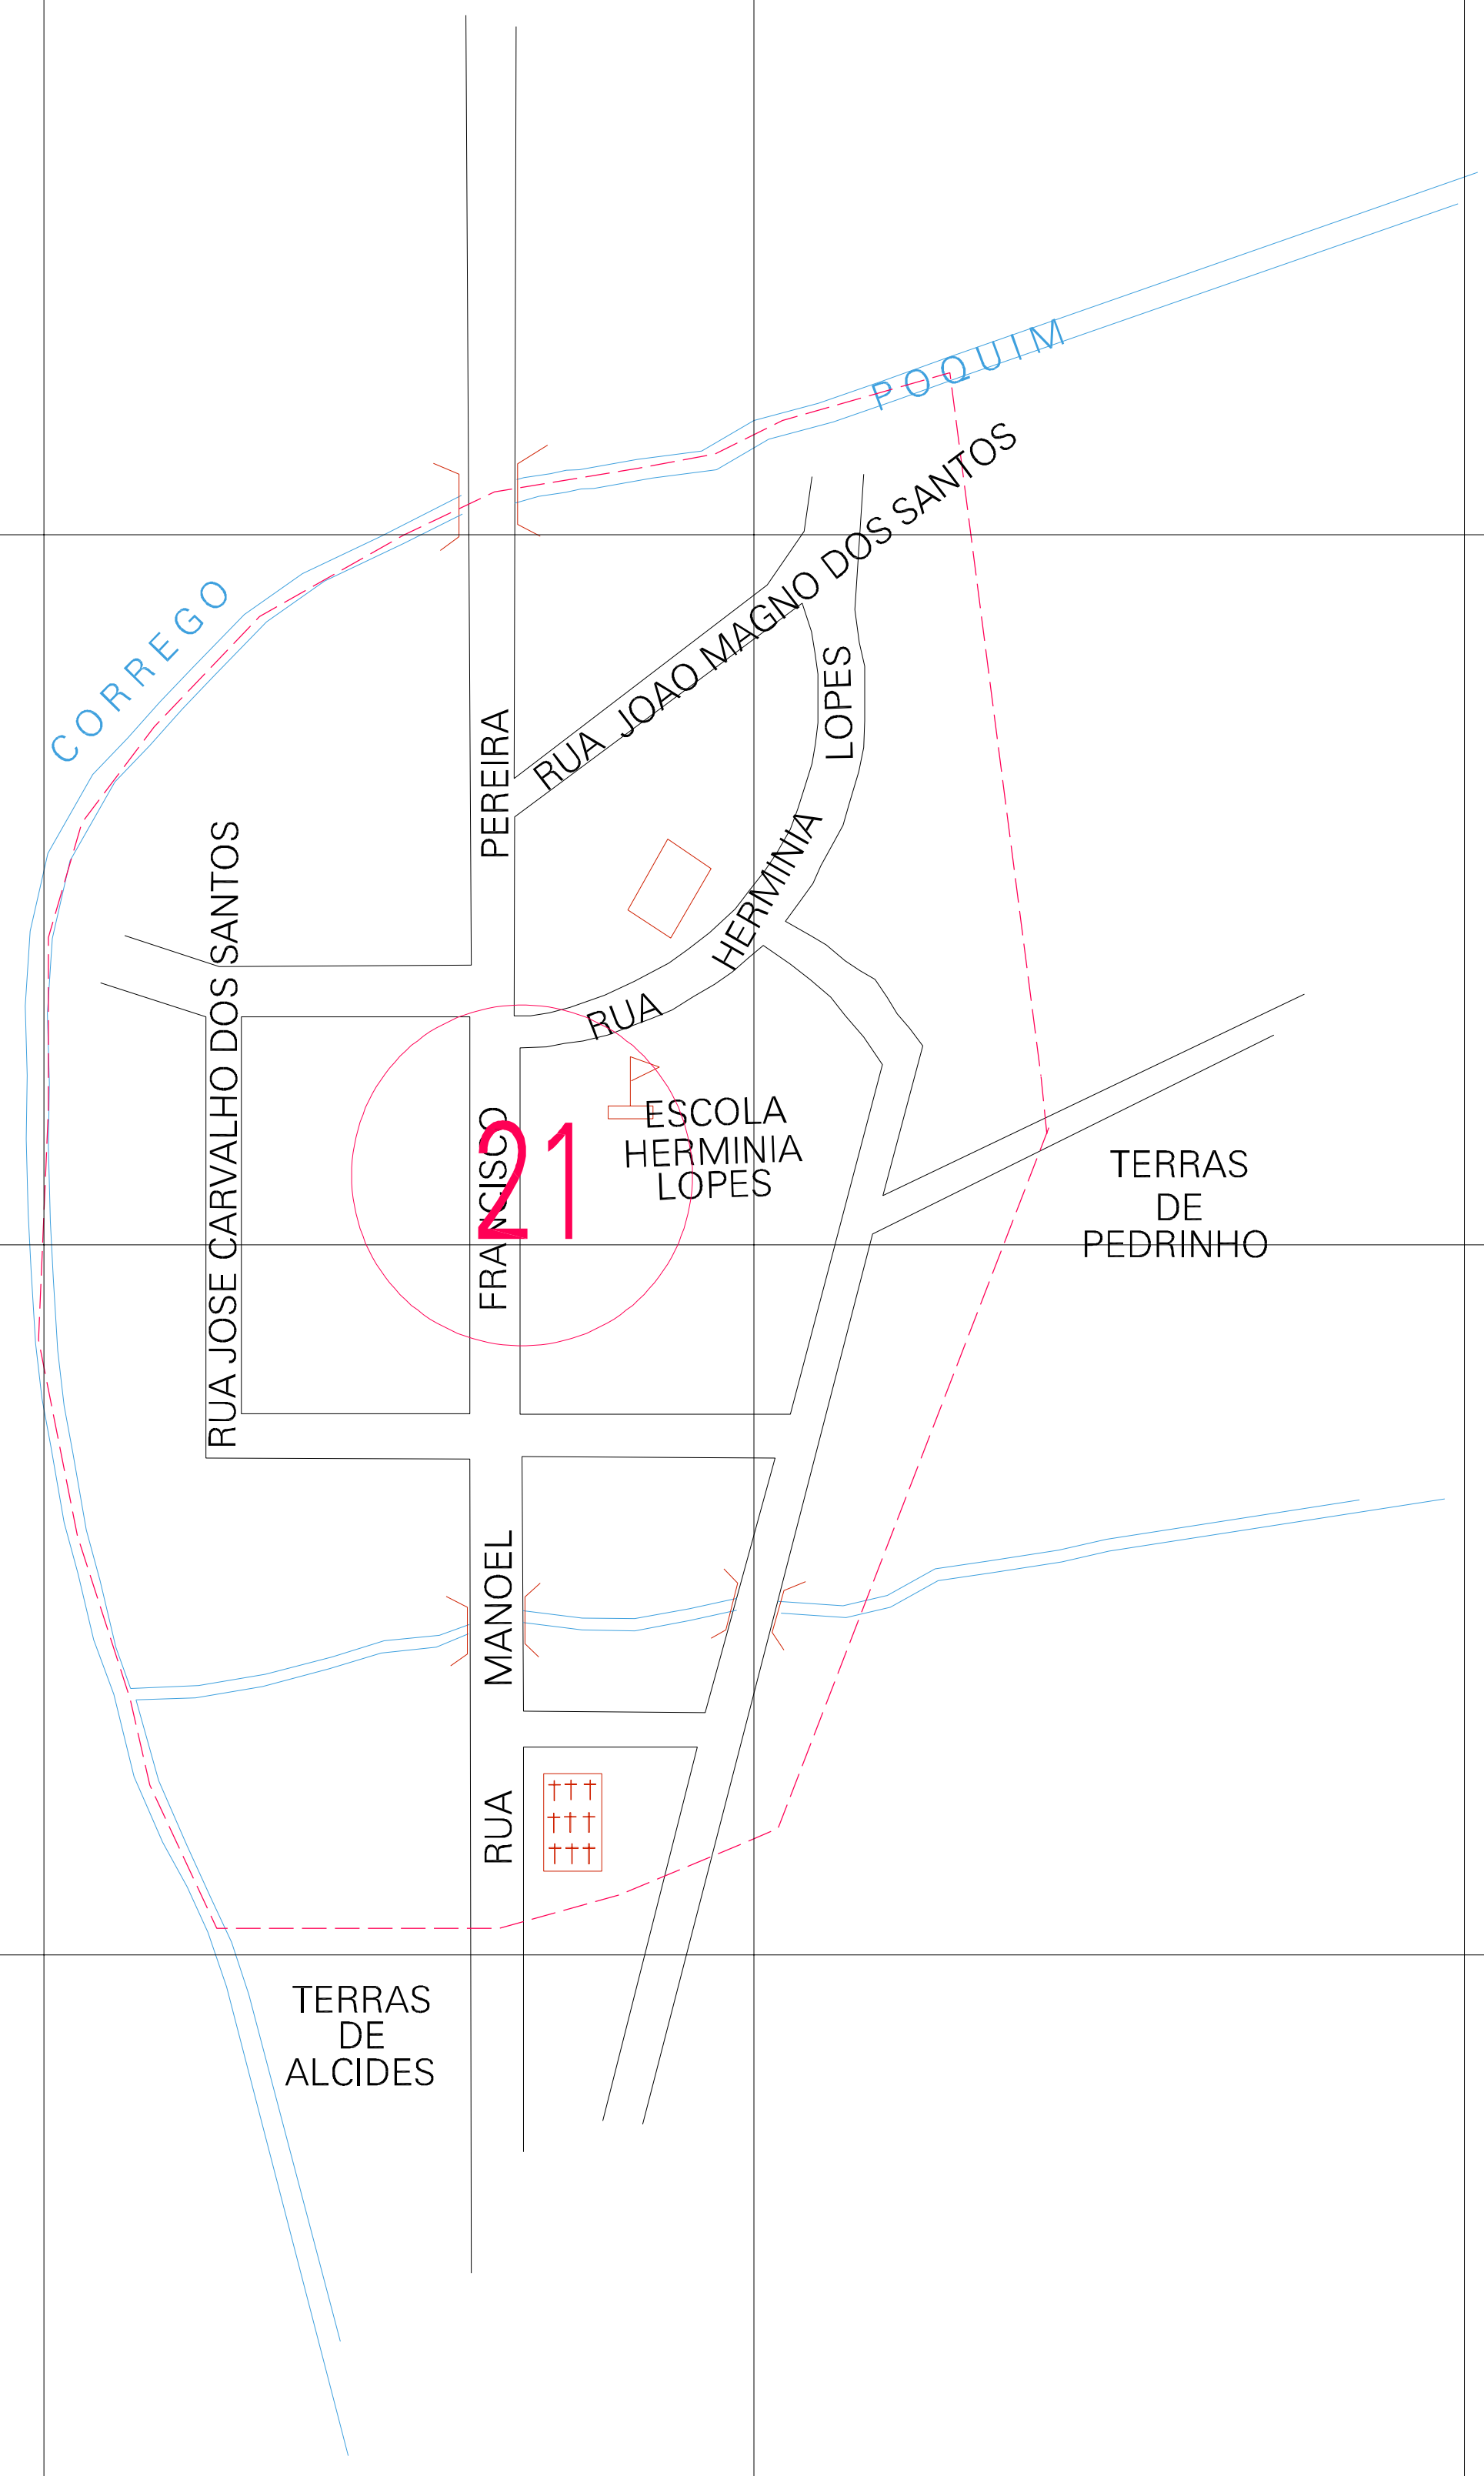 CORREGO POQUIM
RUA JOAO MAGNO DOS SANTOS
RUA HERMINIA LOPES
RUA JOSE CARVALHO DOS SANTOS
RUA MANOEL FRANCISCO PEREIRA
21
ESCOLA
HERMINIA
LOPES
TERRAS
DE
PEDRINHO
TERRAS
DE
ALCIDES